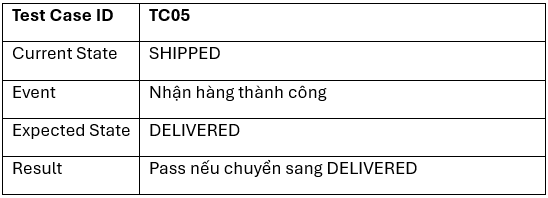 Test Case ID TC05
Current State SHIPPED
Event Nhận hàng thành công
Expected State DELIVERED
Result Pass nếu chuyển sang DELIVERED